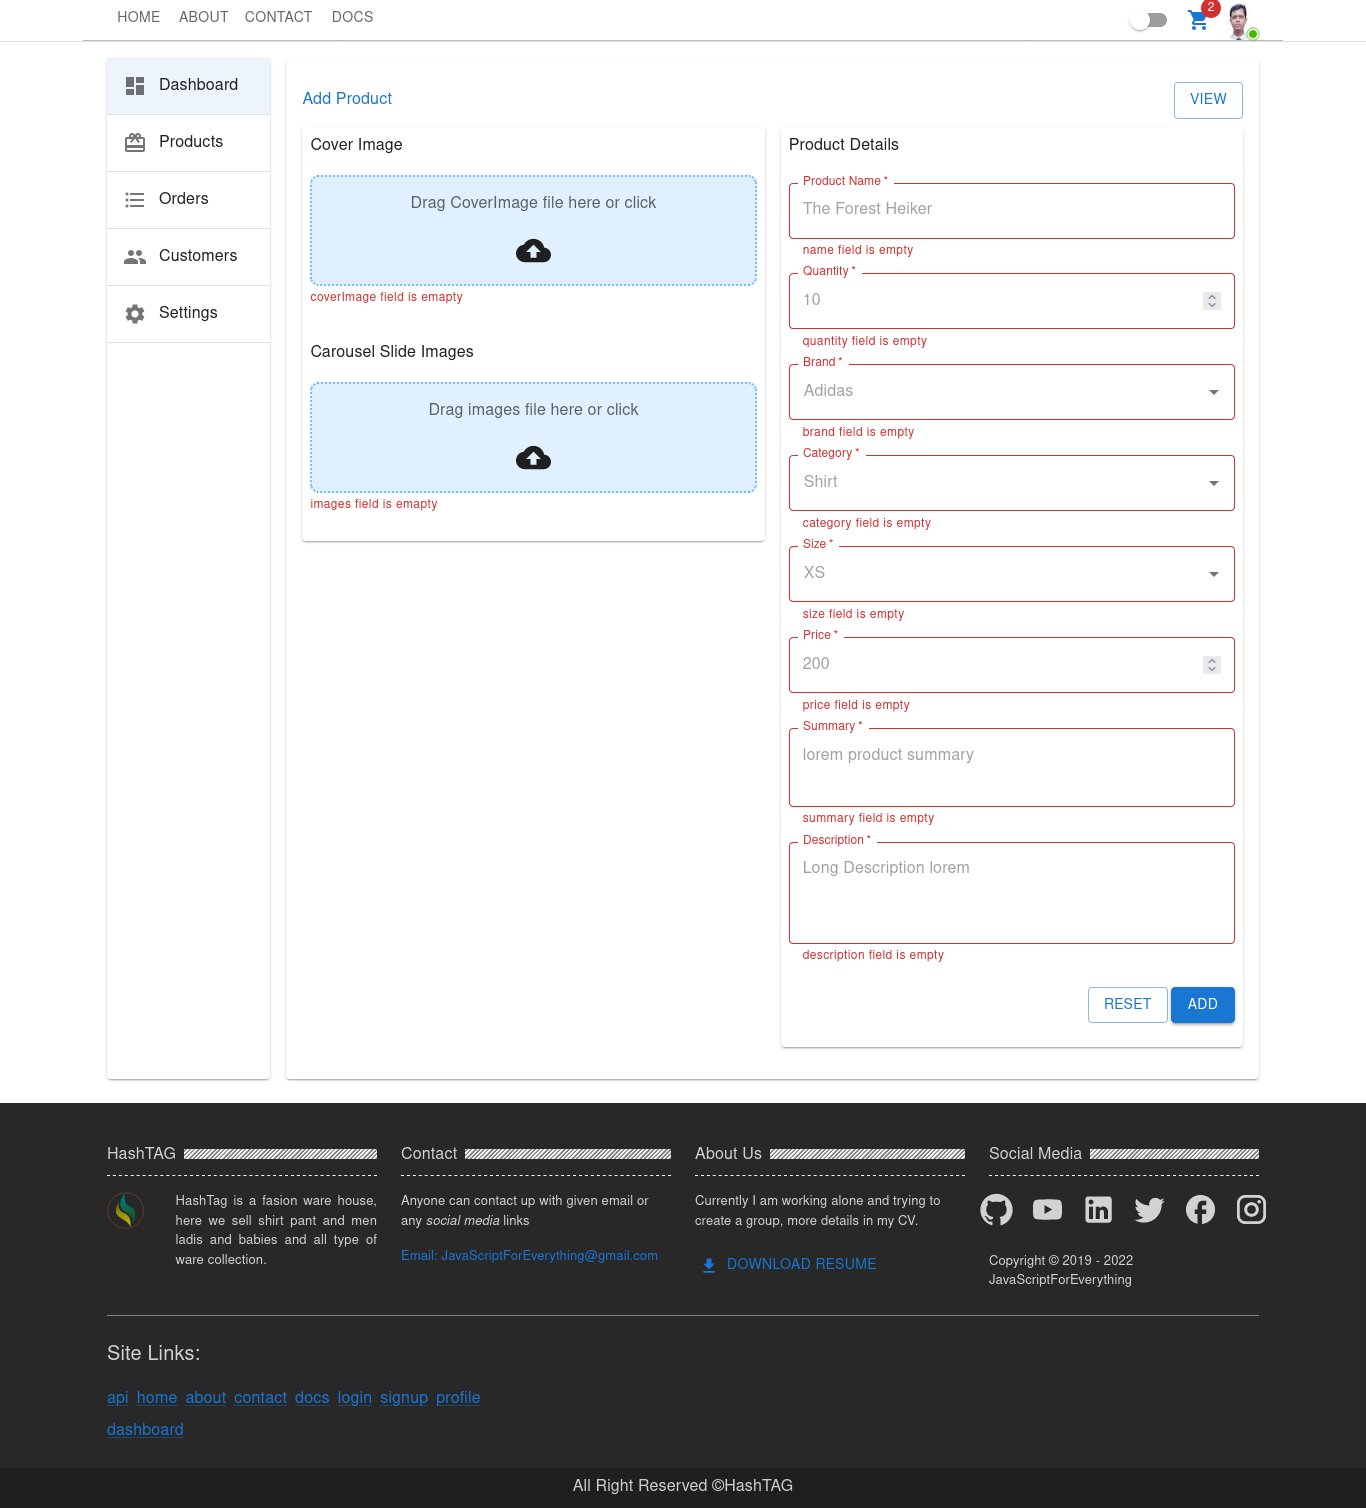 HOME ABOUT CONTACT DOCS
2
Dashboard
Products
Orders
Customers
Settings
Add Product
VIEW
Cover Image
Drag CoverImage file here or click
coverImage field is emapty
Carousel Slide Images
Drag images file here or click
images field is emapty
Product Details
Product Name *
The Forest Heiker
name field is empty
Quantity *
10
quantity field is empty
Brand *
Adidas
brand field is empty
Category *
Shirt
category field is empty
Size *
XS
size field is empty
Price *
200
price field is empty
Summary *
lorem product summary
summary field is empty
Description *
Long Description lorem
description field is empty
RESET ADD
HashTAG
HashTag is a fasion ware house,
here we sell shirt pant and men
ladis and babies and all type of
ware collection.
Contact
Anyone can contact up with given email or
any social media links
Email: JavaScriptForEverything@gmail.com
About Us
Currently I am working alone and trying to
create a group, more details in my CV.
DOWNLOAD RESUME
Social Media
Copyright © 2019 - 2022
JavaScriptForEverything
Site Links:
api home about contact docs login signup profile
dashboard
All Right Reserved ©HashTAG